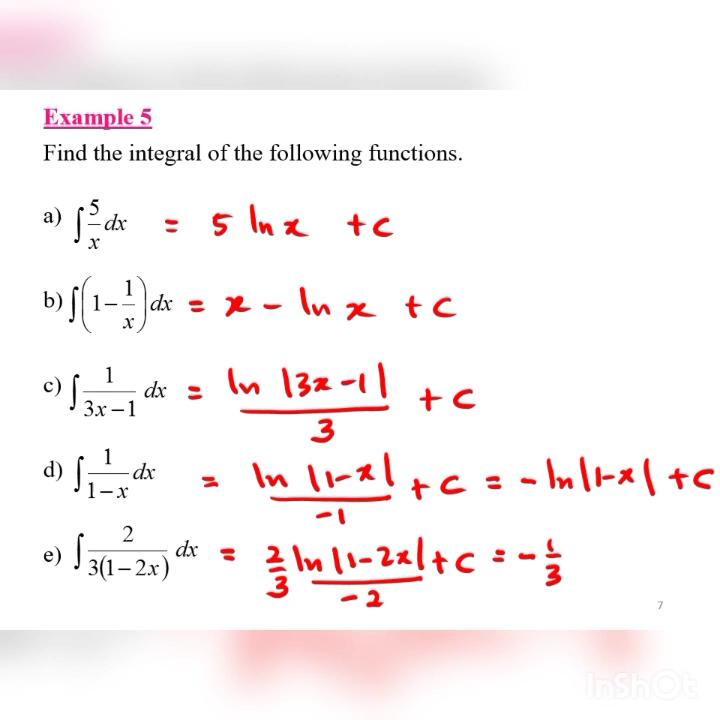 Example 5
Find the integral of the following functions.
a) ∫ 5/x dx = 5 ln x + c
b) ∫ (1 − 1/x) dx = x − ln x + c
c) ∫ 1/(3x − 1) dx = ln |3x − 1| / 3 + c
d) ∫ 1/(1 − x) dx = ln |1 − x| / −1 + c = − ln |1 − x| + c
e) ∫ 2/(3(1 − 2x)) dx = 2/3 ln |1 − 2x| / −2 + c = − 1/3
7
InShOt